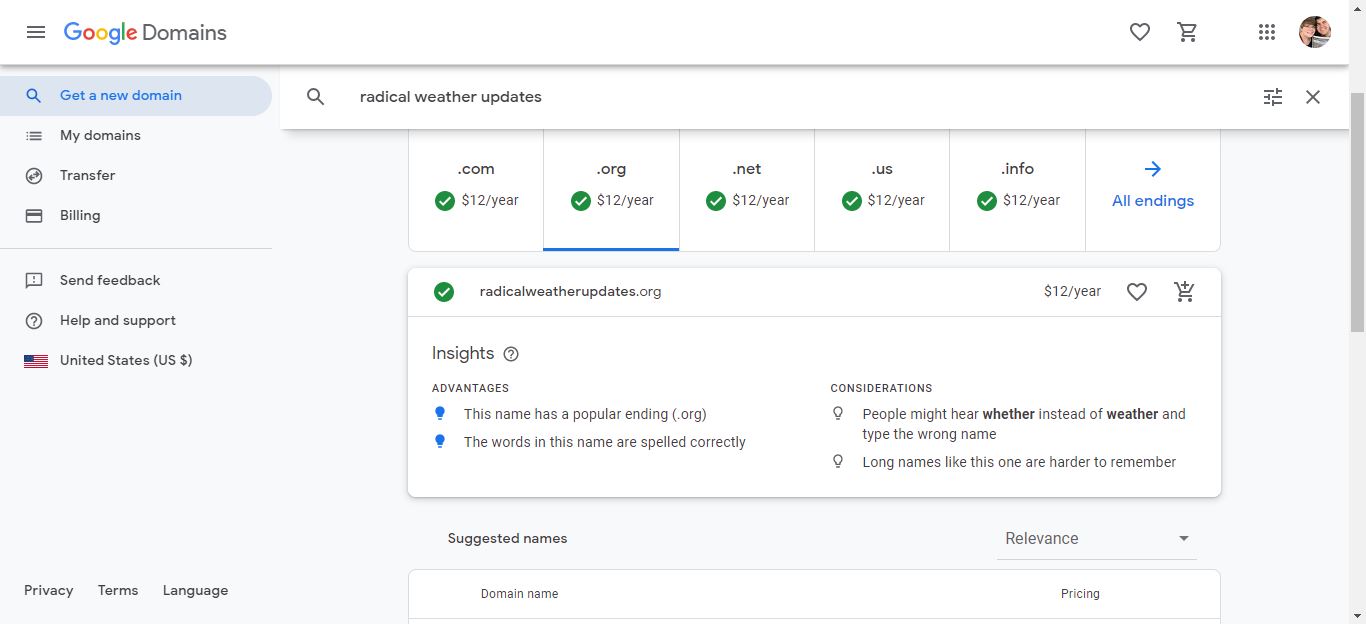 Google Domains
Get a new domain
My domains
Transfer
Billing
Send feedback
Help and support
United States (US $)
Privacy Terms Language
radical weather updates
.com .org .net .us .info
$12/year $12/year $12/year $12/year $12/year All endings
radicalweatherupdates.org $12/year
Insights
ADVANTAGES
This name has a popular ending (.org)
The words in this name are spelled correctly
CONSIDERATIONS
People might hear whether instead of weather and
type the wrong name
Long names like this one are harder to remember
Suggested names Relevance
Domain name Pricing